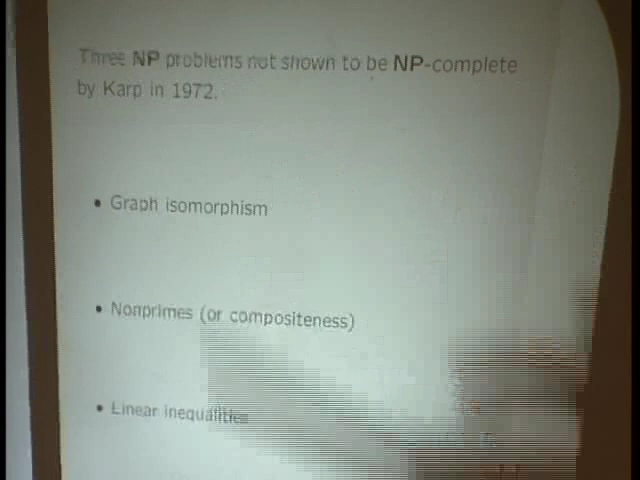 Three NP problems not shown to be NP-complete
by Karp in 1972.
• Graph isomorphism
• Nonprimes (or compositeness)
• Linear inequalities